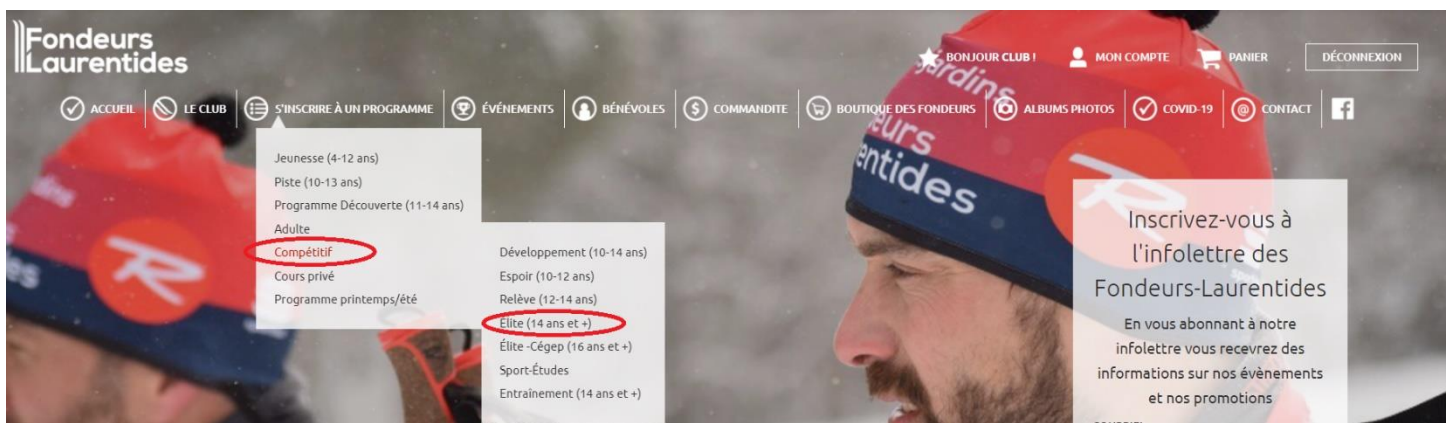 Fondeurs
Laurentides
BONJOUR CLUB !
MON COMPTE
PANIER
DÉCONNEXION
ACCUEIL
LE CLUB
S'INSCRIRE À UN PROGRAMME
ÉVÉNEMENTS
BÉNÉVOLES
COMMANDITE
BOUTIQUE DES FONDEURS
ALBUMS PHOTOS
COVID-19
CONTACT
Jeunesse (4-12 ans)
Piste (10-13 ans)
Programme Découverte (11-14 ans)
Adulte
Compétitif
Cours privé
Programme printemps/été
Développement (10-14 ans)
Espoir (10-12 ans)
Relève (12-14 ans)
Élite (14 ans et +)
Élite -Cégep (16 ans et +)
Sport-Études
Entraînement (14 ans et +)
Inscrivez-vous à
l'infolettre des
Fondeurs-Laurentides
En vous abonnant à notre
infolettre vous recevrez des
informations sur nos évènements
et nos promotions